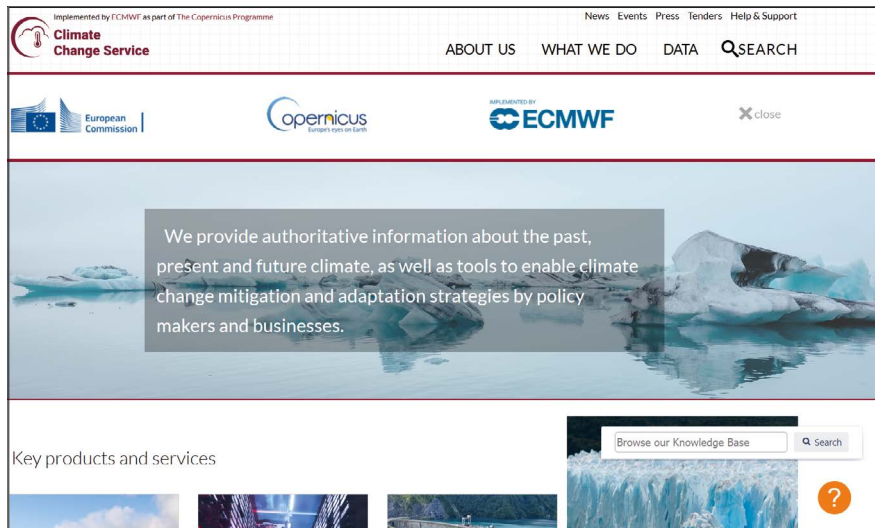 Implemented by ECMWF as part of The Copernicus Programme
News Events Press Tenders Help & Support
Climate
Change Service
ABOUT US WHAT WE DO DATA SEARCH
European
Commission
opernicus
Europe's eyes on Earth
IMPLEMENTED BY
ECMWF
close
We provide authoritative information about the past,
present and future climate, as well as tools to enable climate
change mitigation and adaptation strategies by policy
makers and businesses.
Key products and services
Browse our Knowledge Base
Search
?